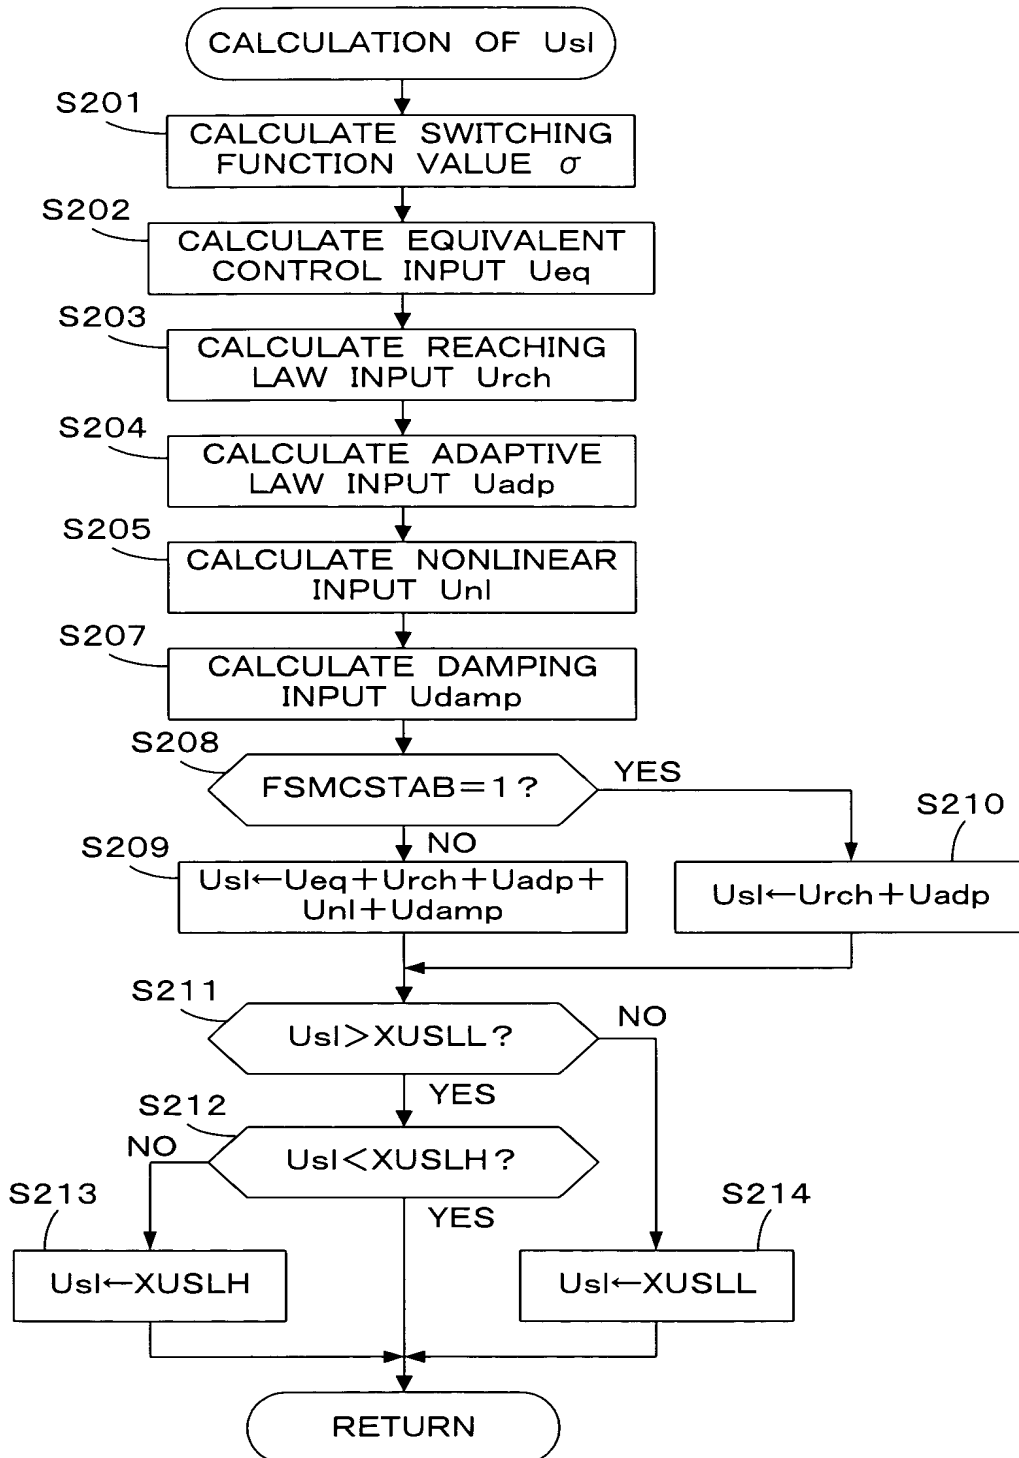 CALCULATION OF Usl
S201
CALCULATE SWITCHING
FUNCTION VALUE σ
S202
CALCULATE EQUIVALENT
CONTROL INPUT Ueq
S203
CALCULATE REACHING
LAW INPUT Urch
S204
CALCULATE ADAPTIVE
LAW INPUT Uadp
S205
CALCULATE NONLINEAR
INPUT Unl
S207
CALCULATE DAMPING
INPUT Udamp
S208
FSMCSTAB=1?
YES
NO
S209
Usl←Ueq+Urch+Uadp+
Unl+Udamp
S210
Usl←Urch+Uadp
S211
Usl>XUSLL?
NO
YES
S212
Usl<XUSLH?
NO
YES
S213
Usl←XUSLH
S214
Usl←XUSLL
RETURN